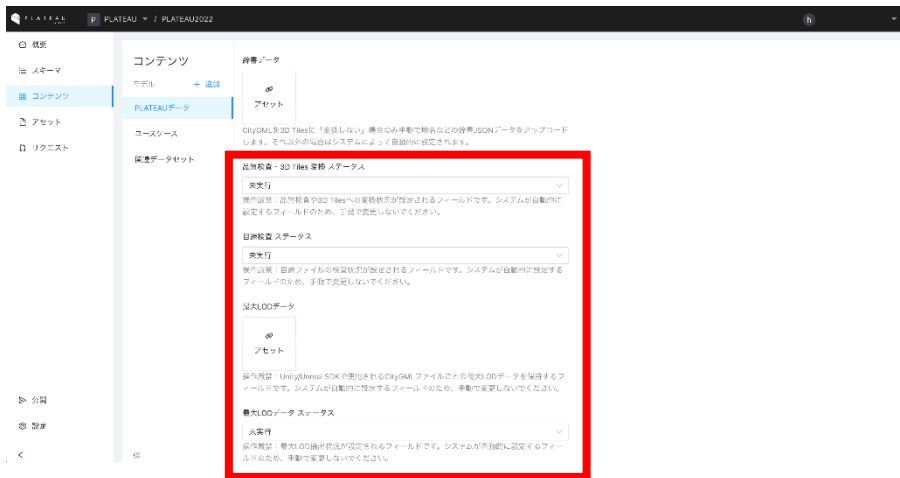 PLATEAU
P PLATEAU / PLATEAU2022
h
概要
スキーマ
コンテンツ
アセット
リクエスト
公開
設定
コンテンツ
モデル + 追加
PLATEAUデータ
ユースケース
関連データセット
辞書データ
アセット
CityGMLを3D Tilesに「変換しない」場合のみ手動で地名などの辞書JSONデータをアップロード
します。それ以外の場合はシステムによって自動的に設定されます。
品質検査・3D Tiles 変換 ステータス
未実行
操作厳禁：品質検査や3D Tilesへの変換状況が設定されるフィールドです。システムが自動的に
設定するフィールドのため、手動で変更しないでください。
目録検査 ステータス
未実行
操作厳禁：目録ファイルの検査状況が設定されるフィールドです。システムが自動的に設定する
フィールドのため、手動で変更しないでください。
最大LODデータ
アセット
操作厳禁：Unity/Unreal SDKで使用されるCityGMLファイルごとの最大LODデータを保持するフ
ィールドです。システムが自動的に設定するフィールドのため、手動で変更しないでください。
最大LODデータ ステータス
未実行
操作厳禁：最大LOD抽出状況が設定されるフィールドです。システムが自動的に設定するフィー
ルドのため、手動で変更しないでください。